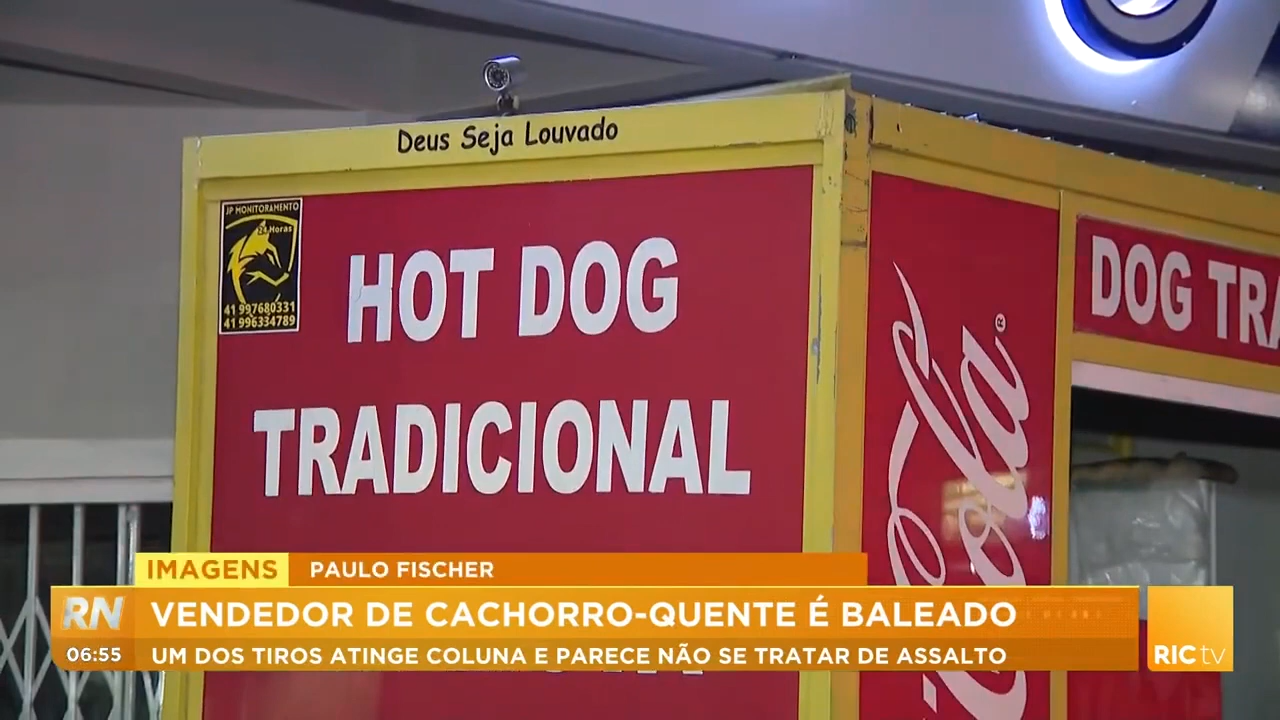 Deus Seja Louvado
JP MONITORAMENTO
24 Horas
41 997680331
41 996334789
HOT DOG
TRADICIONAL
Cola
®
DOG TRA
IMAGENS
PAULO FISCHER
RN
VENDEDOR DE CACHORRO-QUENTE É BALEADO
06:55
UM DOS TIROS ATINGE COLUNA E PARECE NÃO SE TRATAR DE ASSALTO
RICtv